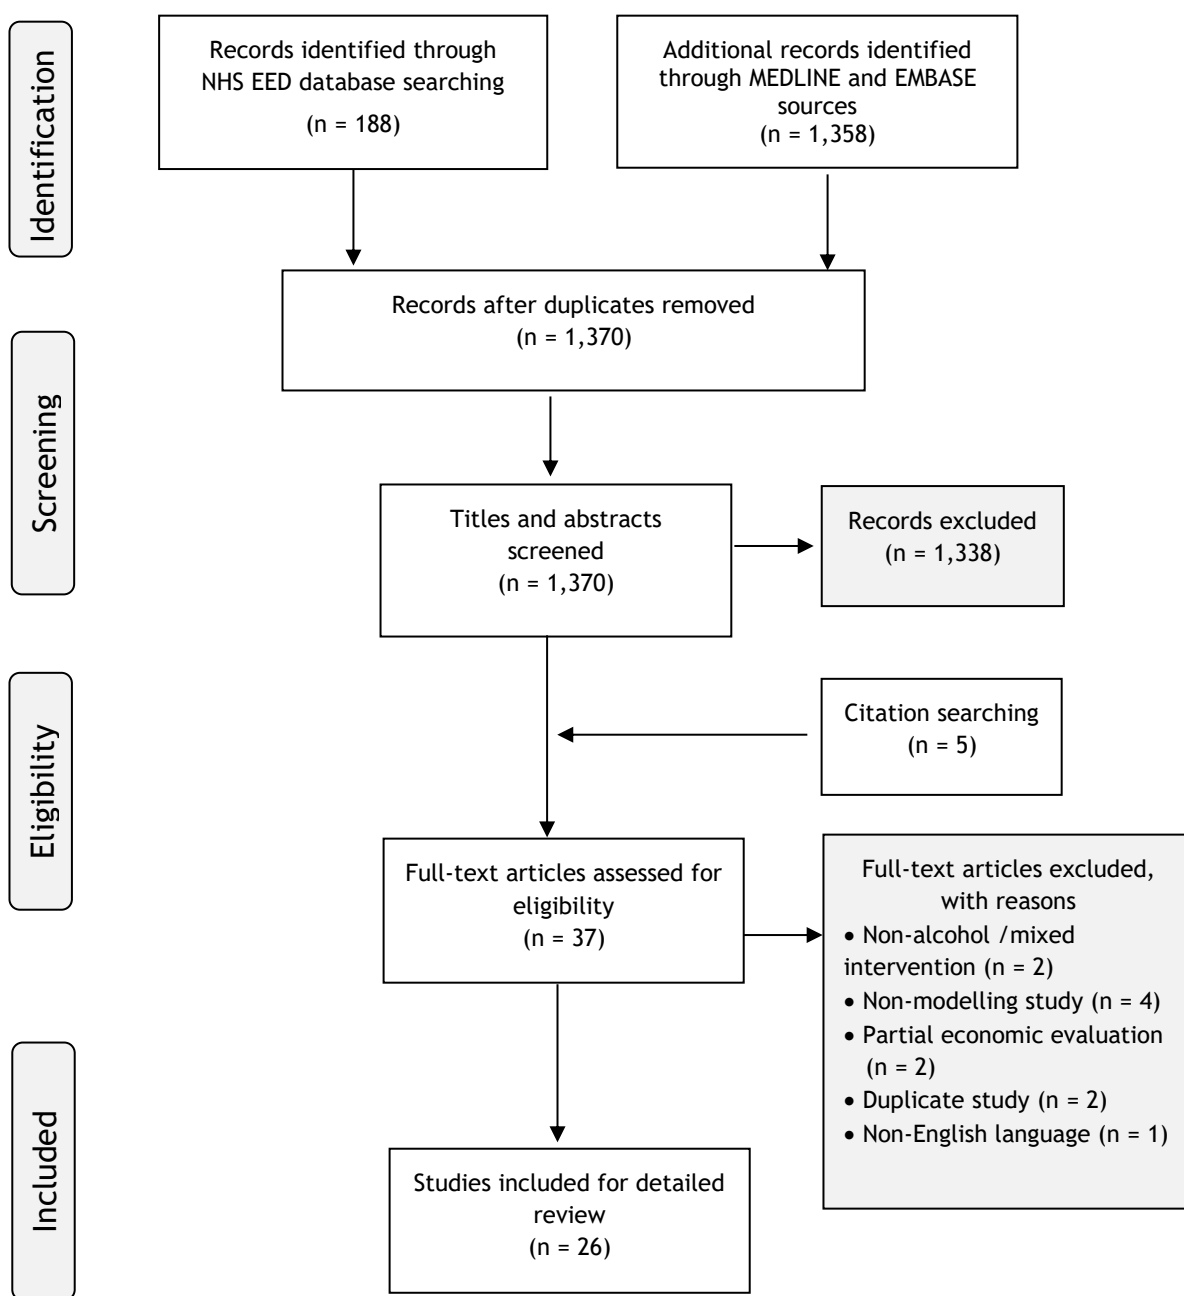 Identification
Records identified through
NHS EED database searching
(n = 188)
Additional records identified
through MEDLINE and EMBASE
sources
(n = 1,358)
Records after duplicates removed
(n = 1,370)
Screening
Titles and abstracts
screened
(n = 1,370)
Records excluded
(n = 1,338)
Eligibility
Citation searching
(n = 5)
Full-text articles assessed for
eligibility
(n = 37)
Full-text articles excluded,
with reasons
• Non-alcohol /mixed
intervention (n = 2)
• Non-modelling study (n = 4)
• Partial economic evaluation
(n = 2)
• Duplicate study (n = 2)
• Non-English language (n = 1)
Included
Studies included for detailed
review
(n = 26)